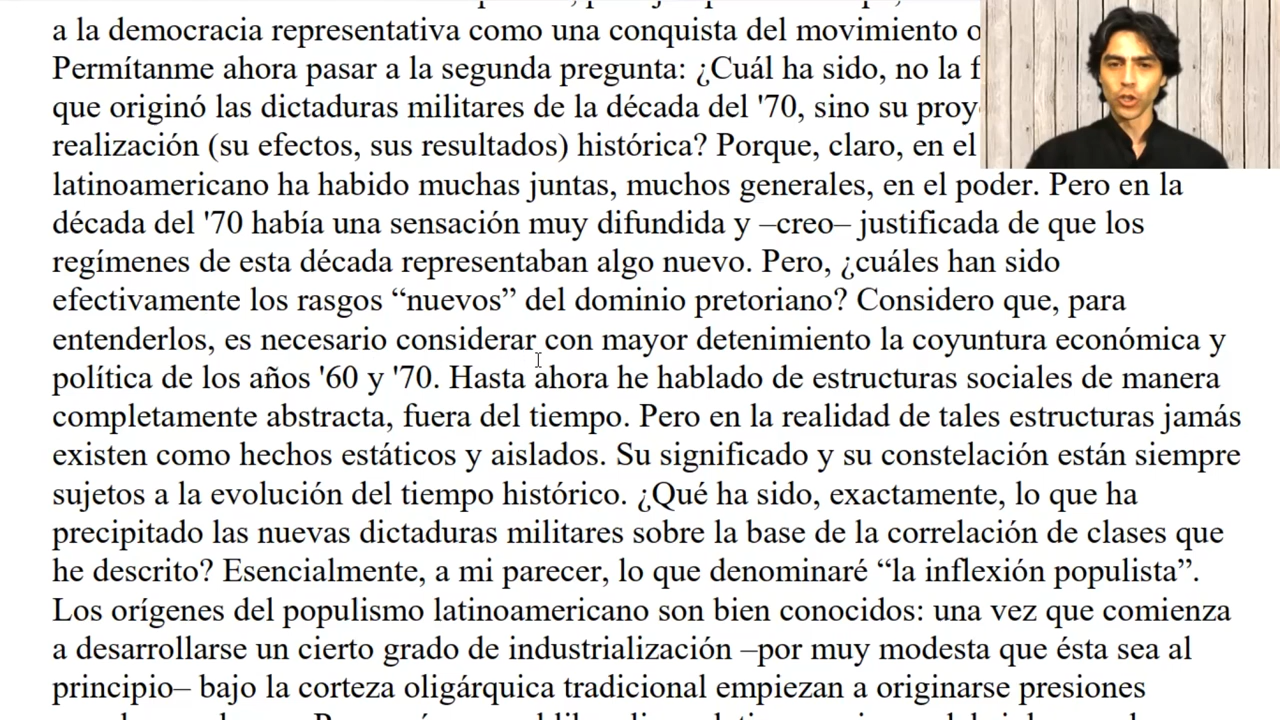 a la democracia representativa como una conquista del movimiento
Permítanme ahora pasar a la segunda pregunta: ¿Cuál ha sido, no la
que originó las dictaduras militares de la década del '70, sino su
realización (su efectos, sus resultados) histórica? Porque, claro, en el
latinoamericano ha habido muchas juntas, muchos generales, en el poder. Pero en la
década del '70 había una sensación muy difundida y –creo– justificada de que los
regímenes de esta década representaban algo nuevo. Pero, ¿cuáles han sido
efectivamente los rasgos “nuevos” del dominio pretoriano? Considero que, para
entenderlos, es necesario considerar con mayor detenimiento la coyuntura económica y
política de los años '60 y '70. Hasta ahora he hablado de estructuras sociales de manera
completamente abstracta, fuera del tiempo. Pero en la realidad de tales estructuras jamás
existen como hechos estáticos y aislados. Su significado y su constelación están siempre
sujetos a la evolución del tiempo histórico. ¿Qué ha sido, exactamente, lo que ha
precipitado las nuevas dictaduras militares sobre la base de la correlación de clases que
he descrito? Esencialmente, a mi parecer, lo que denominaré “la inflexión populista”.
Los orígenes del populismo latinoamericano son bien conocidos: una vez que comienza
a desarrollarse un cierto grado de industrialización –por muy modesta que ésta sea al
principio– bajo la corteza oligárquica tradicional empiezan a originarse presiones